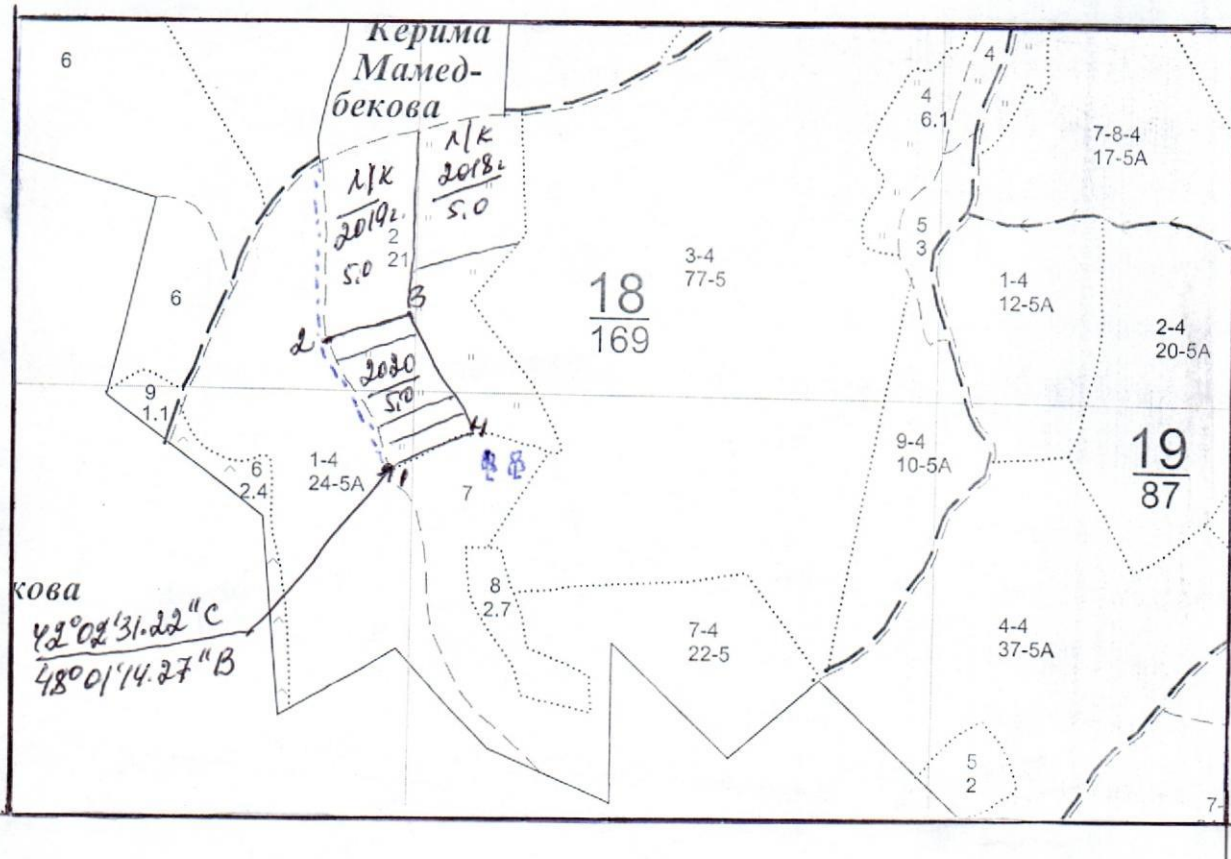 Керима
Мамед-
бекова
6
л/к
2019г.
5,0
2
21
л/к
2018г
5,0
4
6.1
4
7-8-4
17-5А
5
3
3-4
77-5
18
169
1-4
12-5А
2-4
20-5А
6
3
2
2020
5,0
9
1.1
4
1
6
2.4
1-4
24-5А
7
9-4
10-5А
19
87
кова
42°02'31.22"С
48°01'14.27"В
8
2.7
7-4
22-5
4-4
37-5А
5
2
7-